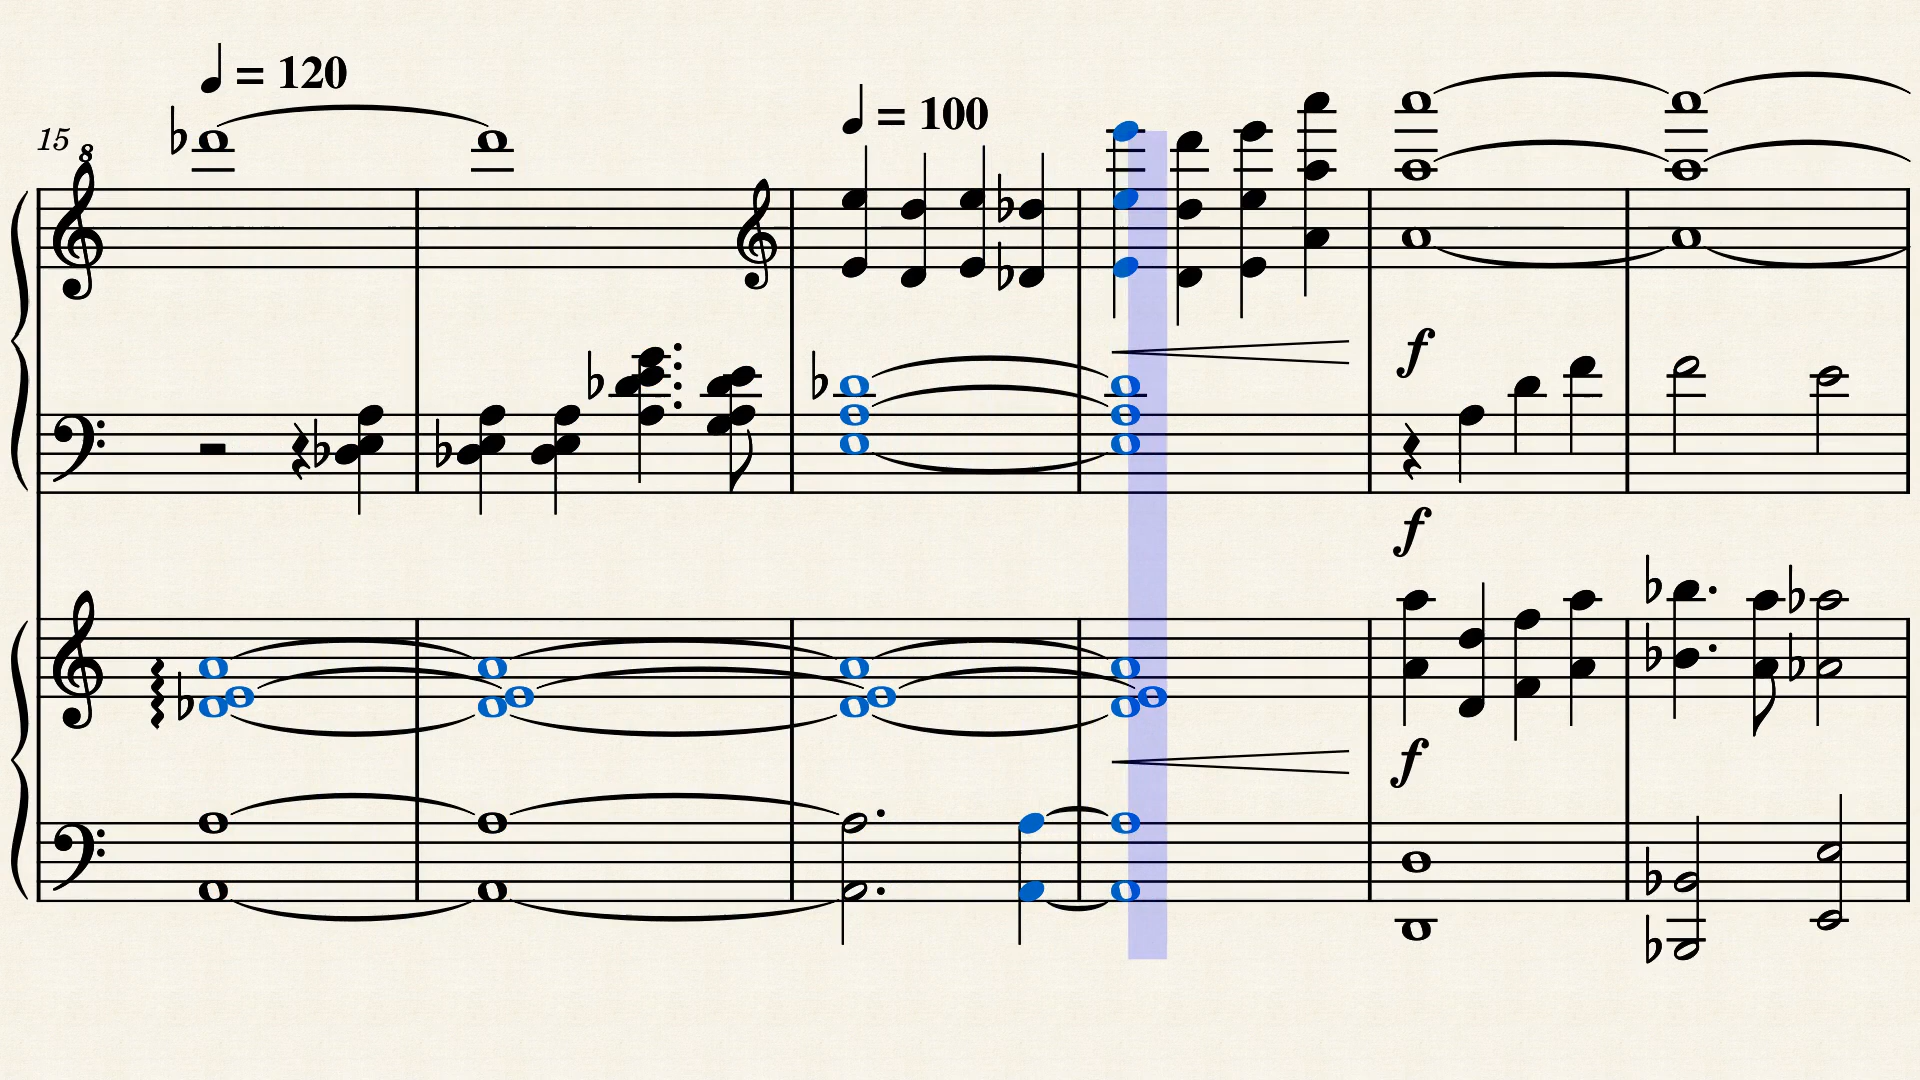 ♩ = 120
♩ = 100
15
8
f
f
f